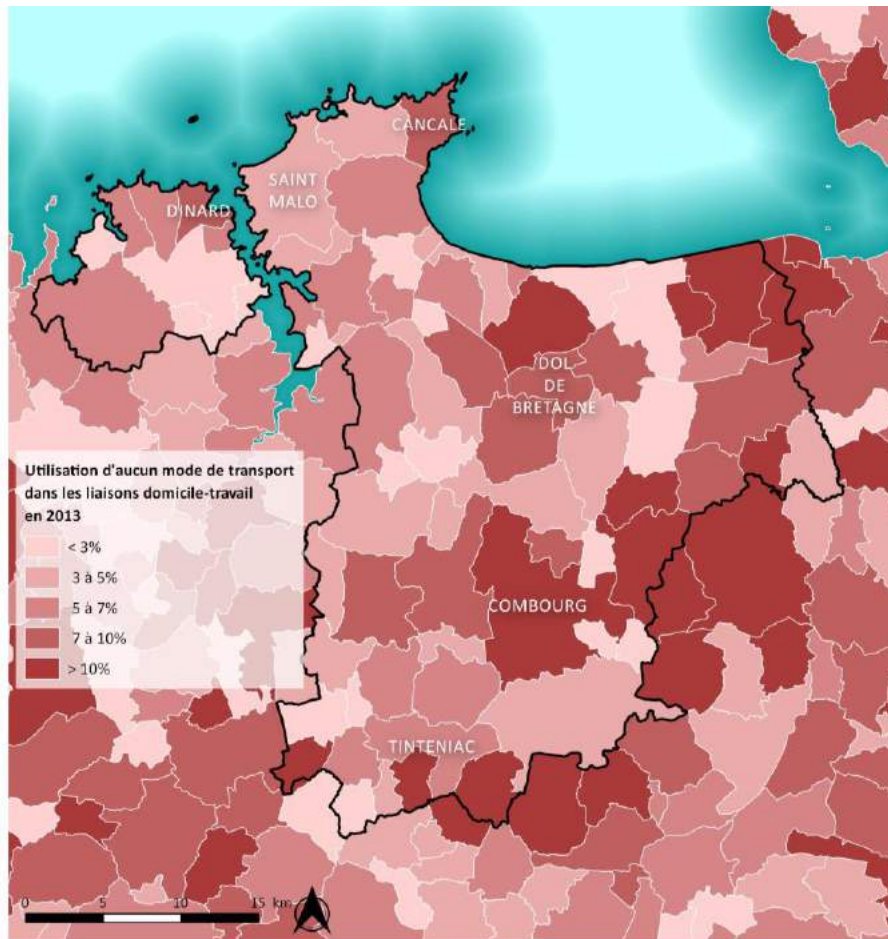 CANCALE
SAINT
MALO
DINARD
DOL
DE
BRETAGNE
Utilisation d'aucun mode de transport
dans les liaisons domicile-travail
en 2013
< 3%
3 à 5%
5 à 7%
7 à 10%
> 10%
COMBOURG
TINTENIAC
0 5 10 15 km